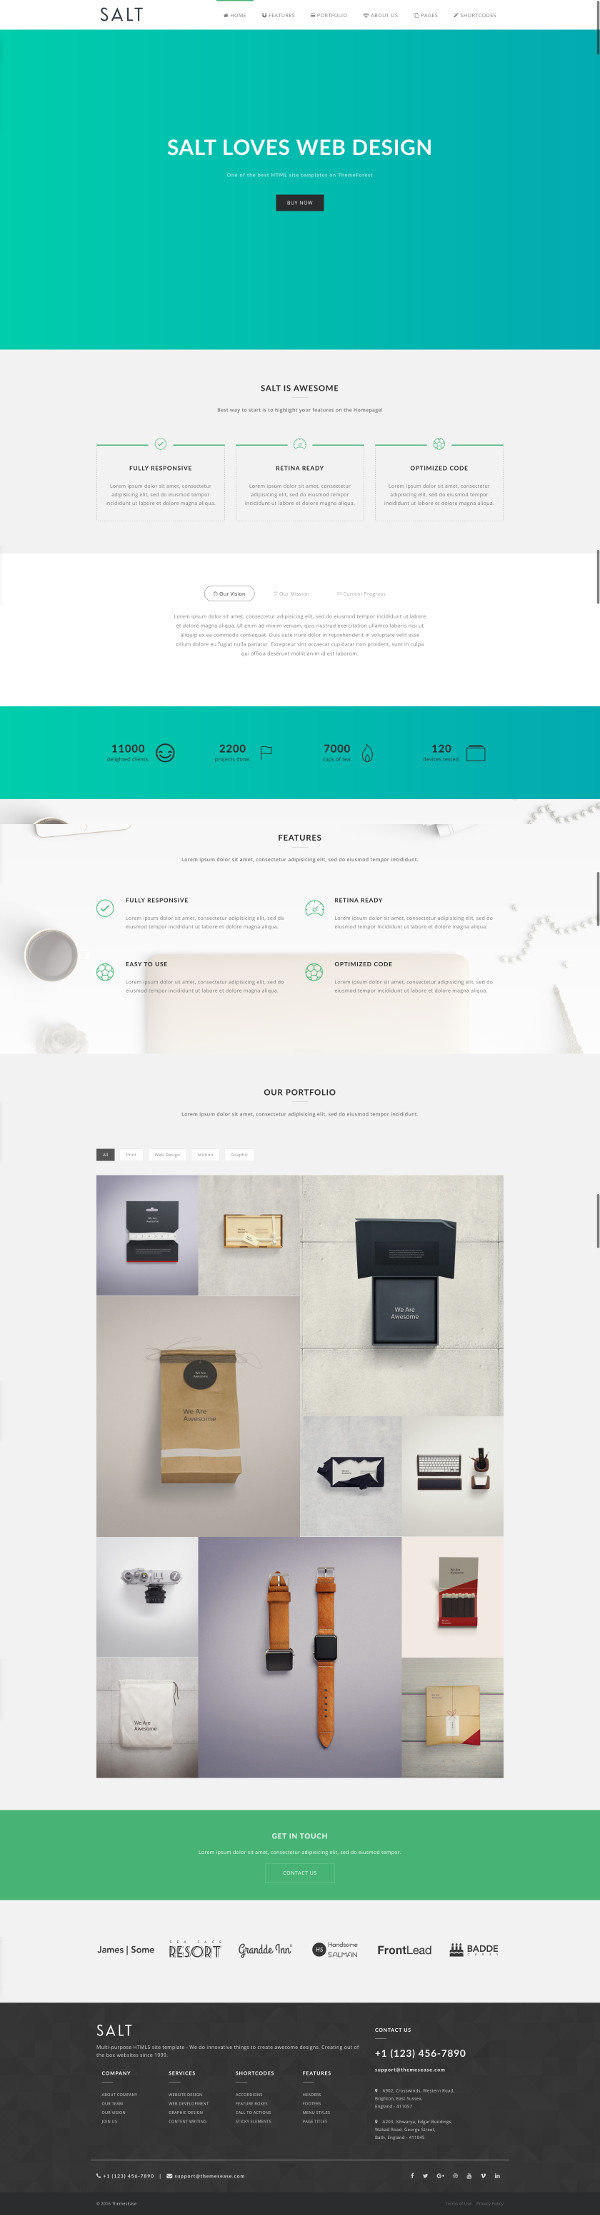 SALT
HOME FEATURES PORTFOLIO ABOUT US PAGES SHORTCODES
SALT LOVES WEB DESIGN
One of the best HTML site templates on ThemeForest
BUY NOW
SALT IS AWESOME
Best way to start is to highlight your features on the Homepage!
FULLY RESPONSIVE
Lorem ipsum dolor sit amet, consectetur
adipisicing elit, sed do eiusmod tempor
incididunt ut labore et dolore magna aliqua.
RETINA READY
Lorem ipsum dolor sit amet, consectetur
adipisicing elit, sed do eiusmod tempor
incididunt ut labore et dolore magna aliqua.
OPTIMIZED CODE
Lorem ipsum dolor sit amet, consectetur
adipisicing elit, sed do eiusmod tempor
incididunt ut labore et dolore magna aliqua.
Our Vision Our Mission Current Progress
Lorem ipsum dolor sit amet, consectetur adipisicing elit, sed do eiusmod tempor incididunt ut labore
et dolore magna aliqua. Ut enim ad minim veniam, quis nostrud exercitation ullamco laboris nisi ut
aliquip ex ea commodo consequat. Duis aute irure dolor in reprehenderit in voluptate velit esse
cillum dolore eu fugiat nulla pariatur. Excepteur sint occaecat cupidatat non proident, sunt in culpa
qui officia deserunt mollit anim id est laborum.
11000
delighted clients.
2200
projects done.
7000
cups of tea.
120
devices tested.
FEATURES
Lorem ipsum dolor sit amet, consectetur adipisicing elit, sed do eiusmod tempor incididunt.
FULLY RESPONSIVE
Lorem ipsum dolor sit amet, consectetur adipisicing elit, sed do
eiusmod tempor incididunt ut labore et dolore magna aliqua.
RETINA READY
Lorem ipsum dolor sit amet, consectetur adipisicing elit, sed do
eiusmod tempor incididunt ut labore et dolore magna aliqua.
EASY TO USE
Lorem ipsum dolor sit amet, consectetur adipisicing elit, sed do
eiusmod tempor incididunt ut labore et dolore magna aliqua.
OPTIMIZED CODE
Lorem ipsum dolor sit amet, consectetur adipisicing elit, sed do
eiusmod tempor incididunt ut labore et dolore magna aliqua.
OUR PORTFOLIO
Lorem ipsum dolor sit amet, consectetur adipisicing elit, sed do eiusmod tempor incididunt.
All Print Web Design Motion Graphic
We Are
Awesome
We Are
Awesome
We Are
Awesome
GET IN TOUCH
Lorem ipsum dolor sit amet, consectetur adipisicing elit, sed do eiusmod tempor.
CONTACT US
James | Some
RESORT
Grandde Inn'
HS Handsome
SALMAN
FrontLead
BADDE
SALT
Multi-purpose HTML5 site template - We do innovative things to create awesome designs. Creating out of
the box websites since 1990.
COMPANY
ABOUT COMPANY
OUR TEAM
OUR VISION
JOIN US
SERVICES
WEBSITE DESIGN
WEB DEVELOPMENT
GRAPHIC DESIGN
CONTENT WRITING
SHORTCODES
ACCORDIONS
FEATURE BOXES
CALL TO ACTIONS
STICKY ELEMENTS
FEATURES
HEADERS
FOOTERS
MENU STYLES
PAGE TITLES
CONTACT US
+1 (123) 456-7890
support@themesease.com
+1 (123) 456-7890 | support@themesease.com
© 2016 ThemesEase.
Terms Of Use Privacy Policy